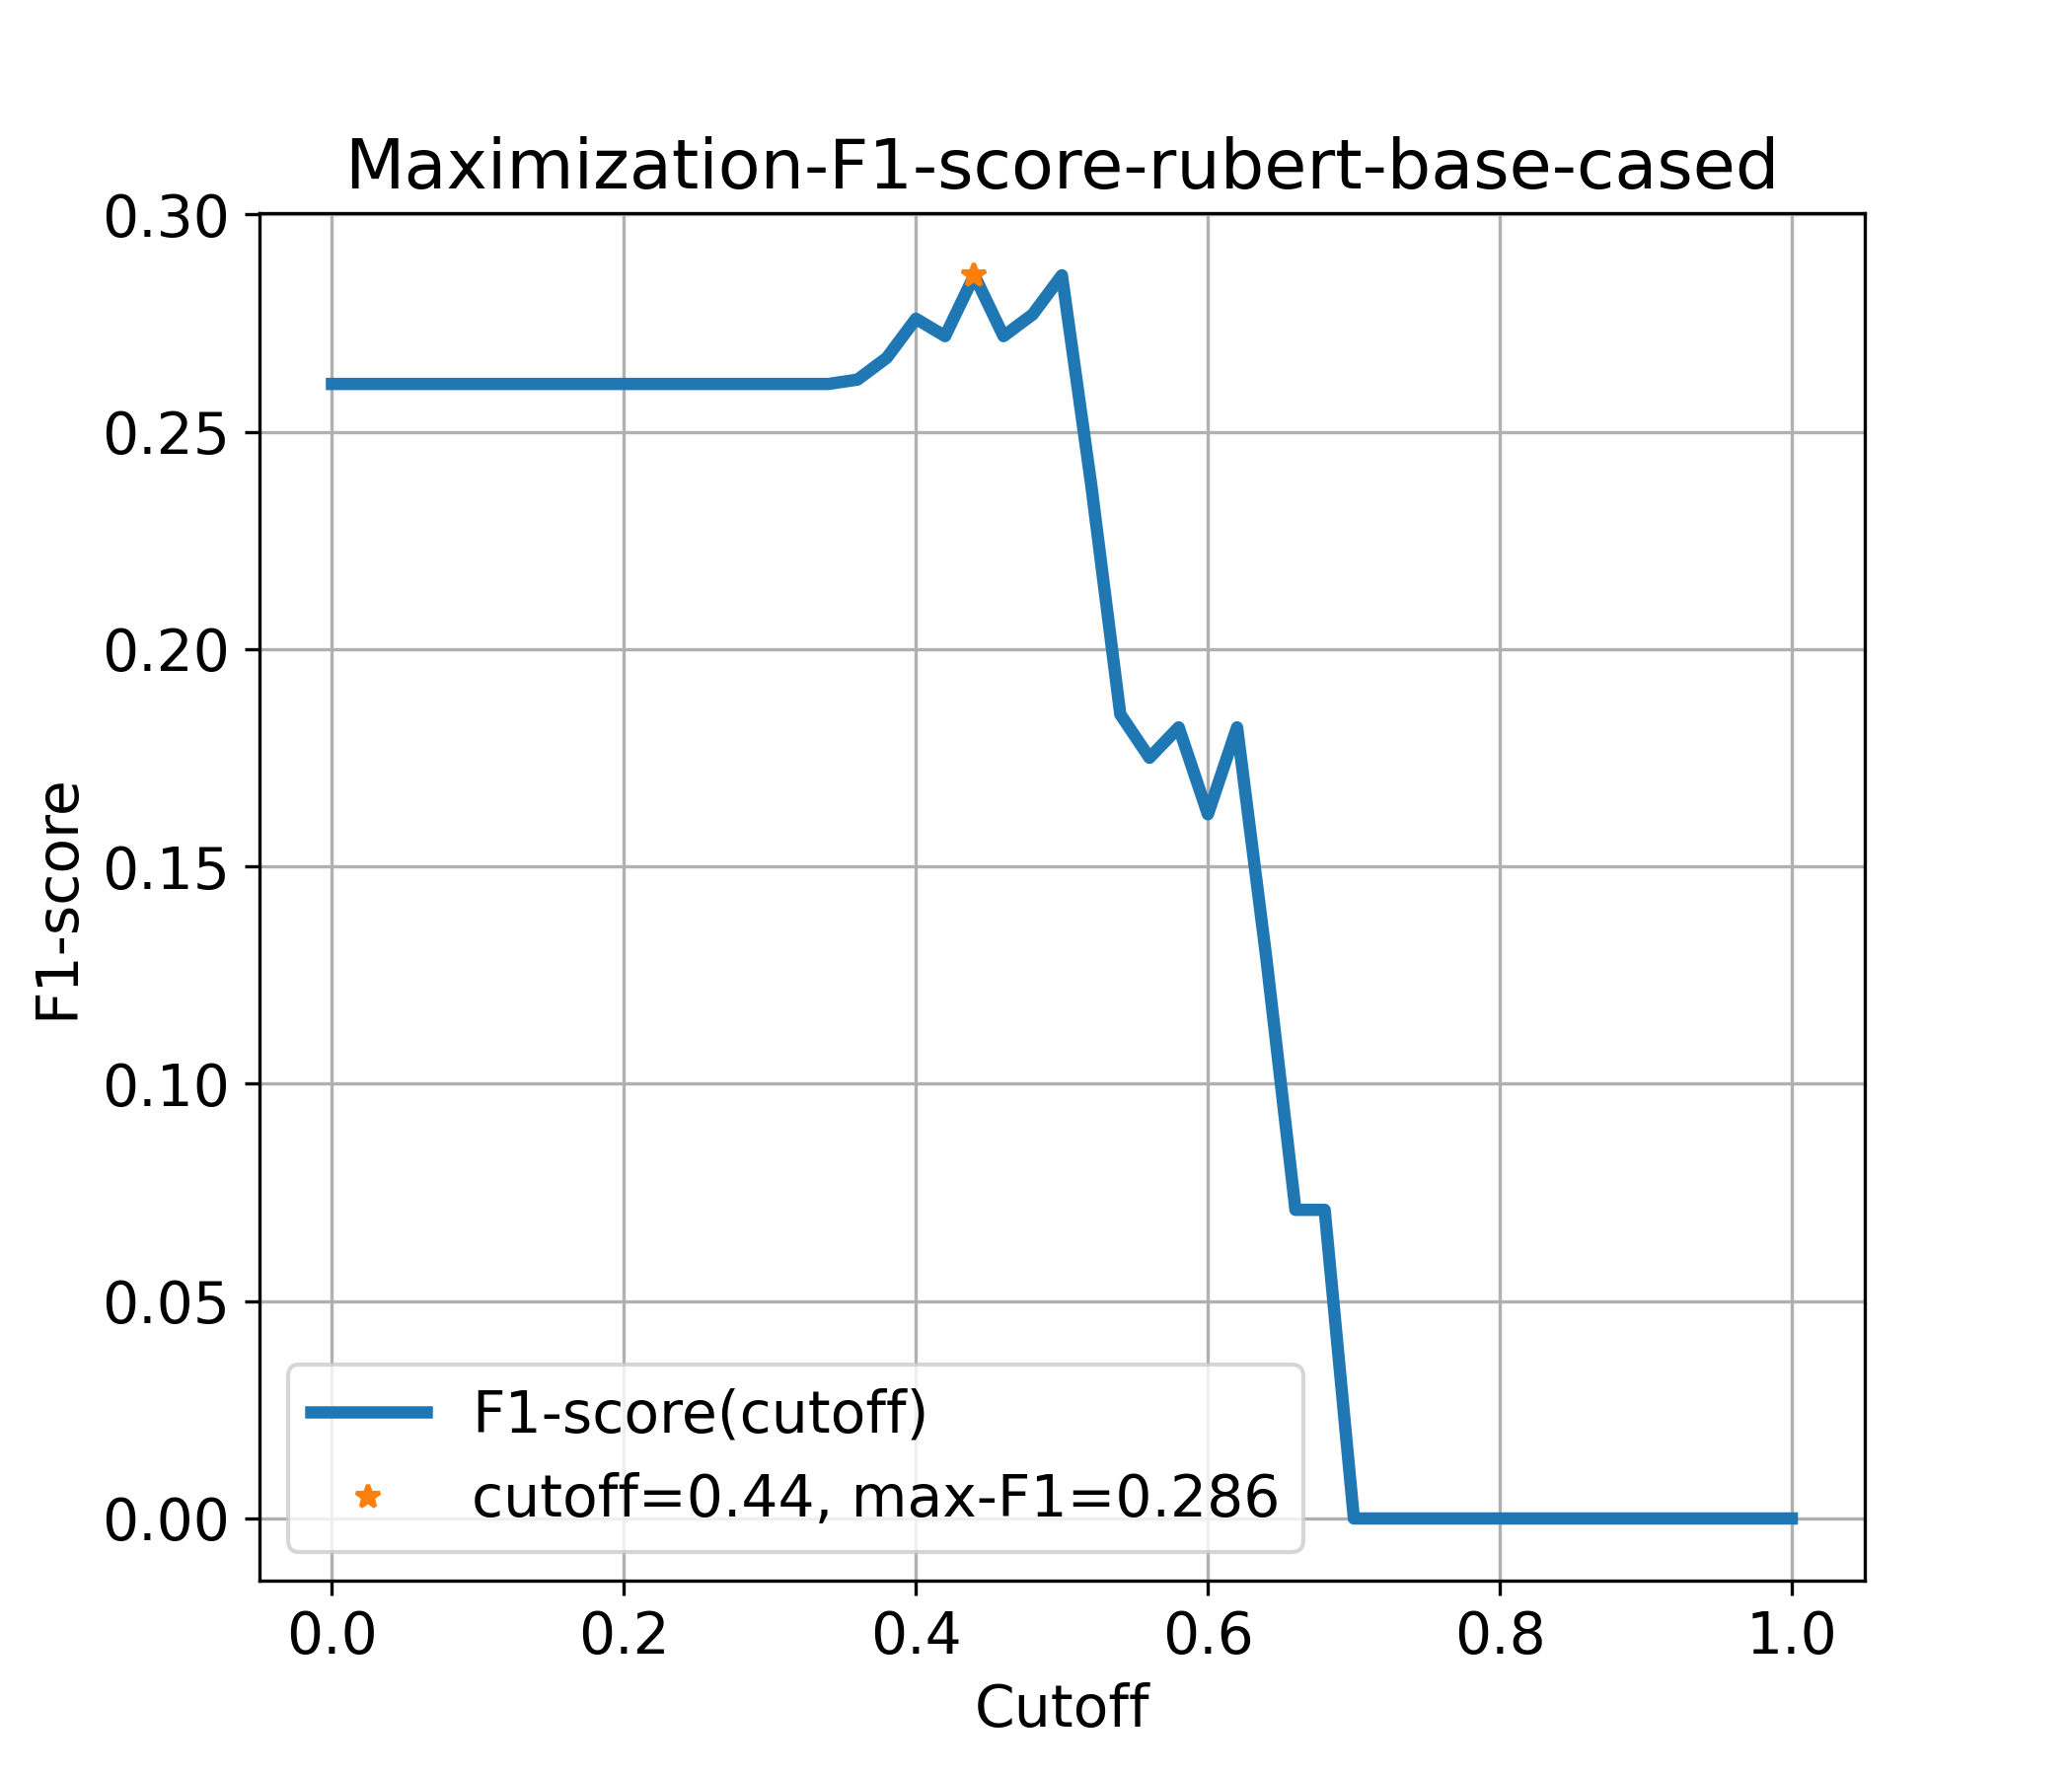 Maximization-F1-score-rubert-base-cased
0.30
0.25
0.20
0.15
0.10
0.05
0.00
F1-score
F1-score(cutoff)
cutoff=0.44, max-F1=0.286
0.0 0.2 0.4 0.6 0.8 1.0
Cutoff